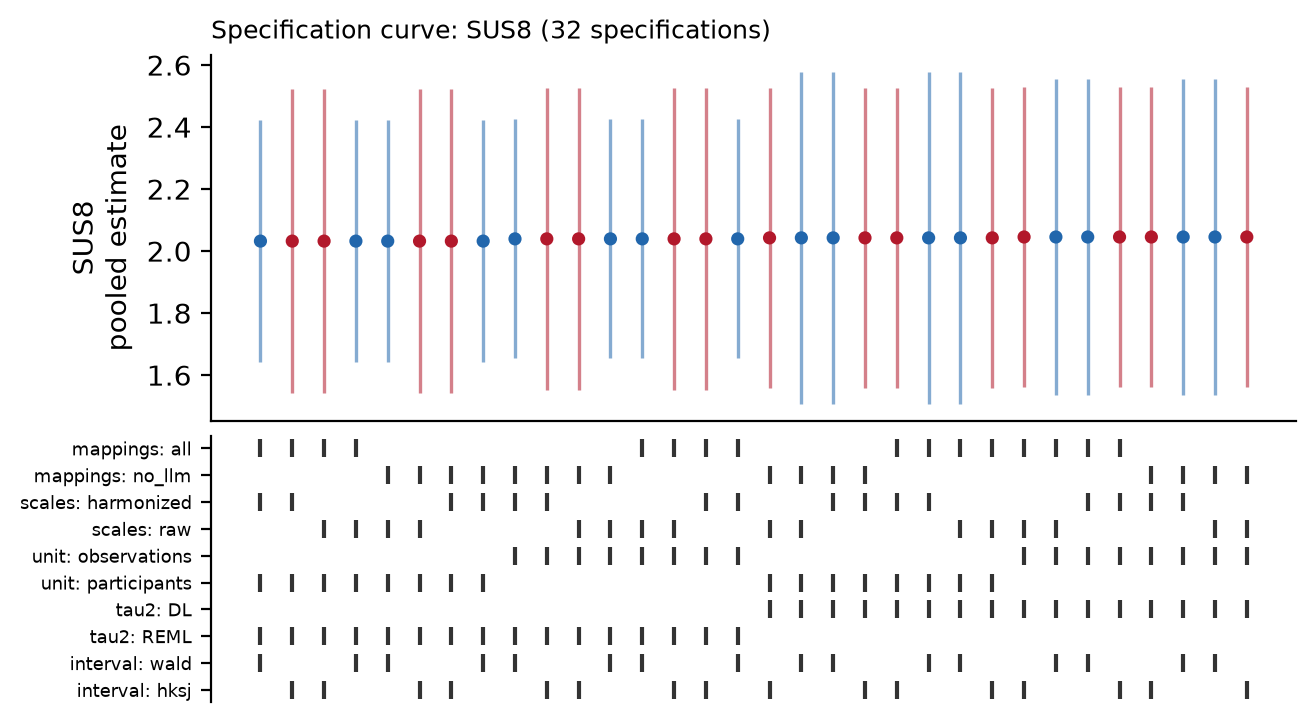 Specification curve: SUS8 (32 specifications)
SUS8
pooled estimate
2.6
2.4
2.2
2.0
1.8
1.6
mappings: all
mappings: no_llm
scales: harmonized
scales: raw
unit: observations
unit: participants
tau2: DL
tau2: REML
interval: wald
interval: hksj